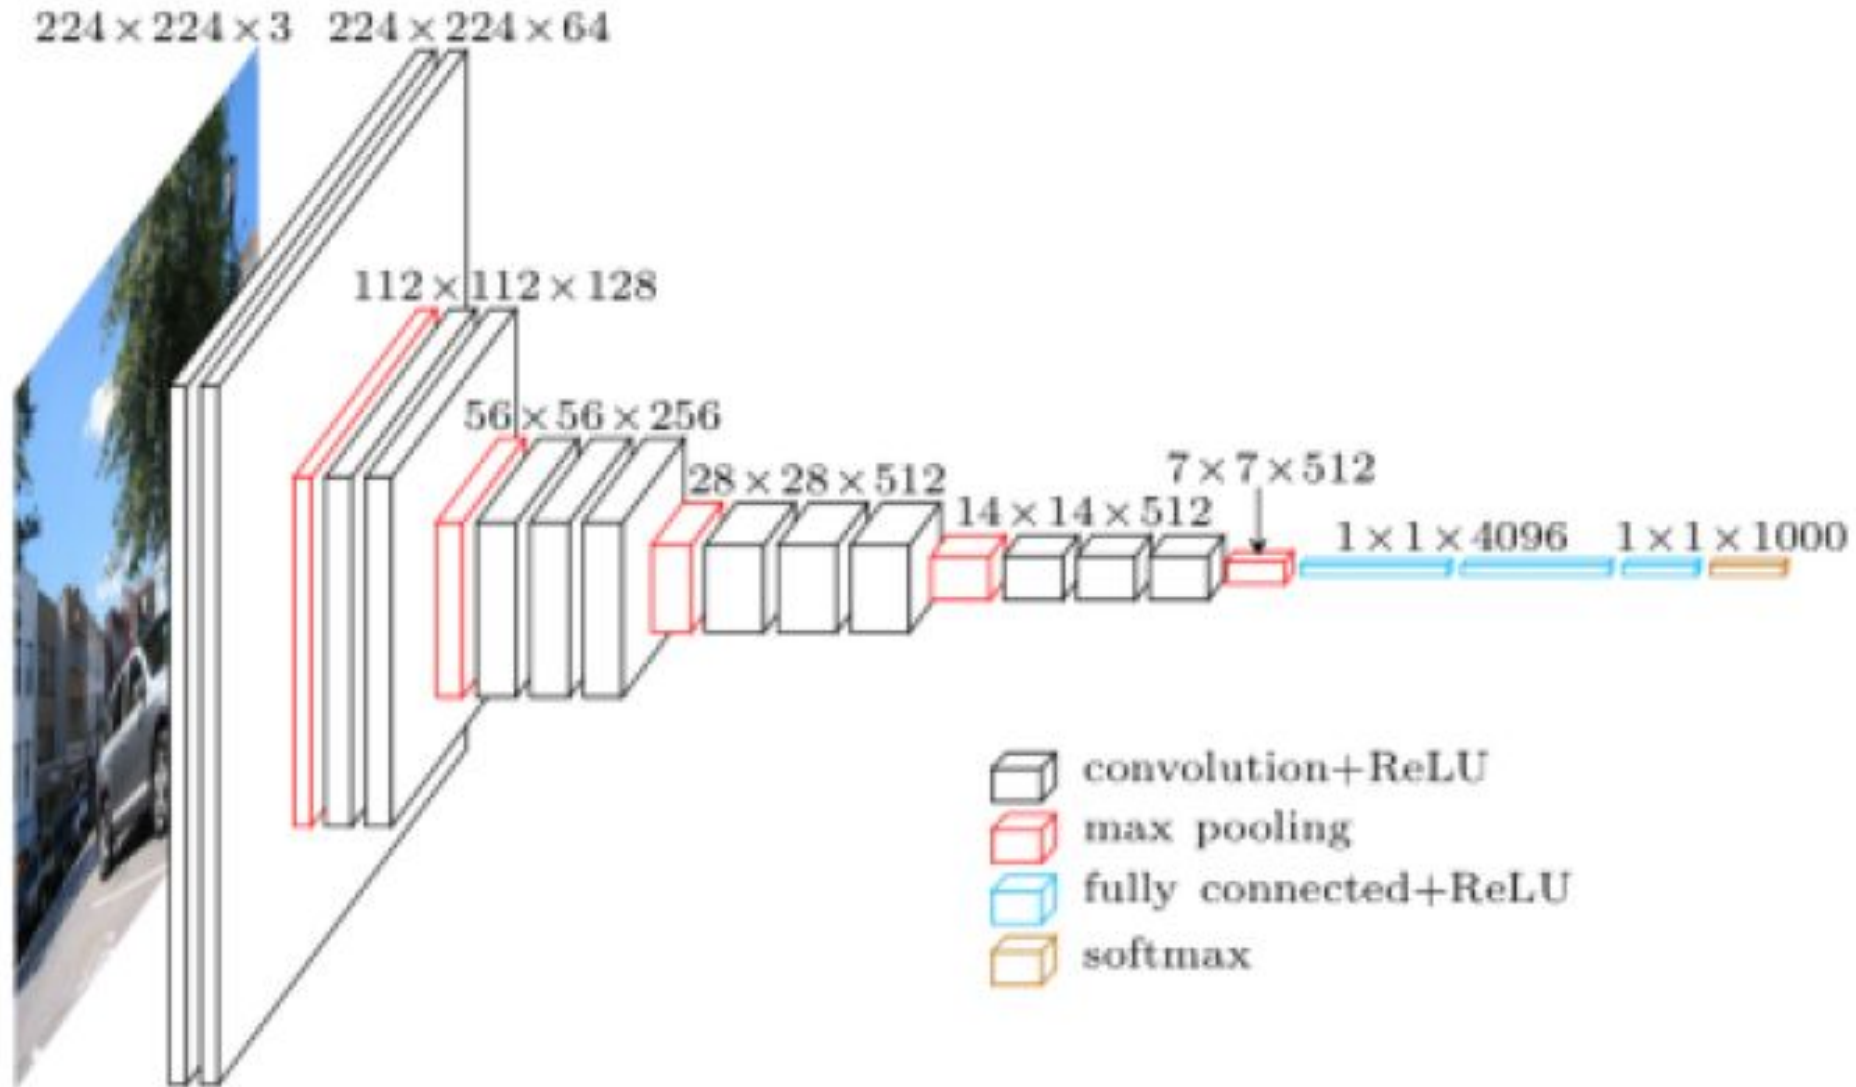 224×224×3
224×224×64
112×112×128
56×56×256
28×28×512
14×14×512
7×7×512
1×1×4096
1×1×1000
convolution+ReLU
max pooling
fully connected+ReLU
softmax